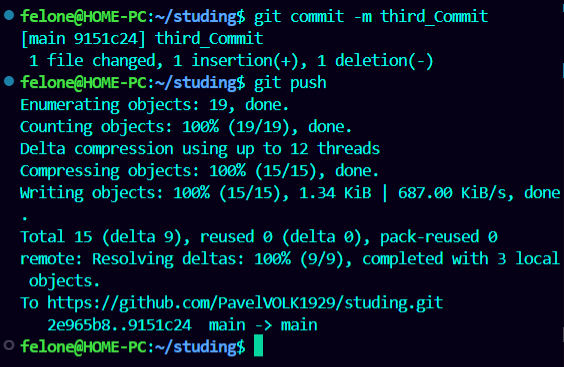 felone@HOME-PC:~/studing$ git commit -m third_Commit
[main 9151c24] third_Commit
 1 file changed, 1 insertion(+), 1 deletion(-)
felone@HOME-PC:~/studing$ git push
Enumerating objects: 19, done.
Counting objects: 100% (19/19), done.
Delta compression using up to 12 threads
Compressing objects: 100% (15/15), done.
Writing objects: 100% (15/15), 1.34 KiB | 687.00 KiB/s, done
.
Total 15 (delta 9), reused 0 (delta 0), pack-reused 0
remote: Resolving deltas: 100% (9/9), completed with 3 local
 objects.
To https://github.com/PavelVOLK1929/studing.git
   2e965b8..9151c24  main -> main
felone@HOME-PC:~/studing$